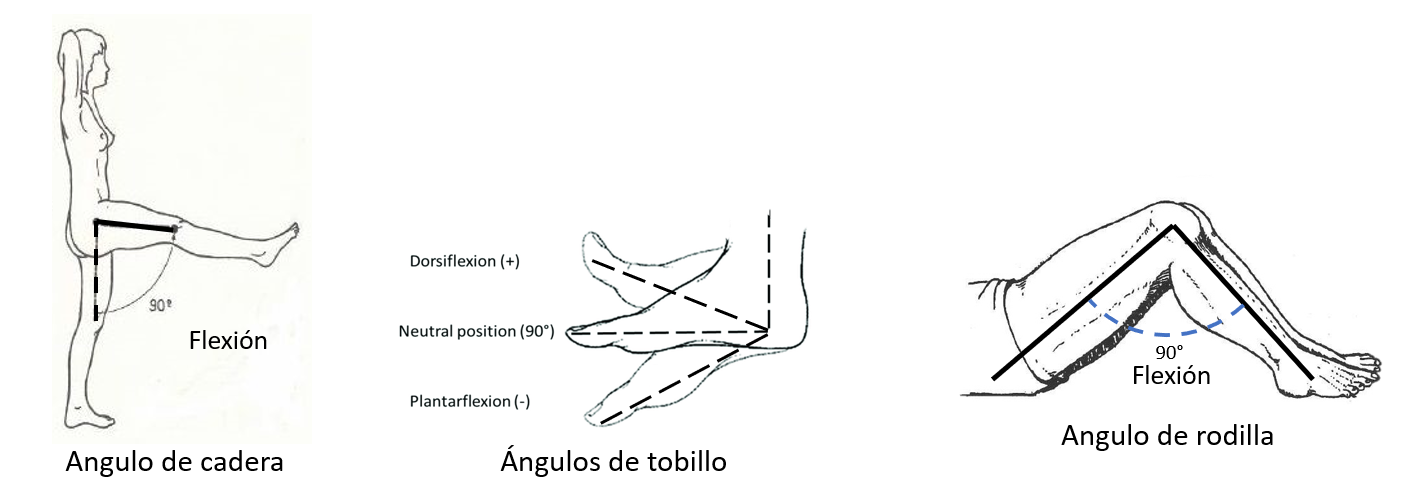 90º
Flexión
Angulo de cadera
Dorsiflexion (+)
Neutral position (90°)
Plantarflexion (-)
Ángulos de tobillo
90°
Flexión
Angulo de rodilla